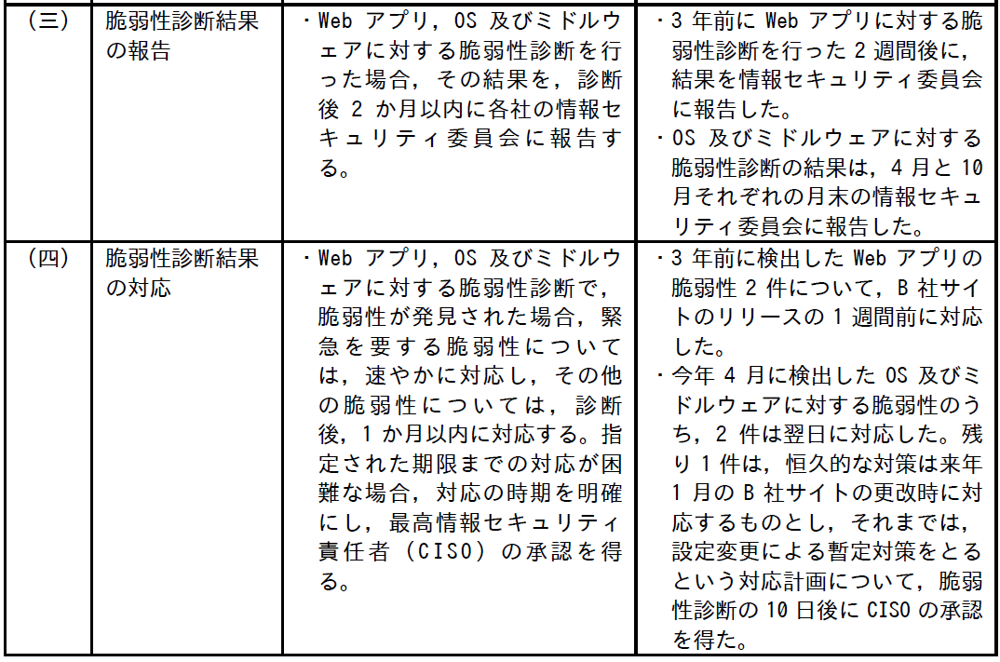 (三)
脆弱性診断結果
の報告
・Web アプリ，OS 及びミドルウ
ェアに対する脆弱性診断を行
った場合，その結果を，診断
後 2 か月以内に各社の情報セ
キュリティ委員会に報告す
る。
・3 年前に Web アプリに対する脆
弱性診断を行った 2 週間後に，
結果を情報セキュリティ委員会
に報告した。
・OS 及びミドルウェアに対する
脆弱性診断の結果は，4 月と 10
月それぞれの月末の情報セキュ
リティ委員会に報告した。
(四)
脆弱性診断結果
の対応
・Web アプリ，OS 及びミドルウ
ェアに対する脆弱性診断で，
脆弱性が発見された場合，緊
急を要する脆弱性について
は，速やかに対応し，その他
の脆弱性については，診断
後，1 か月以内に対応する。指
定された期限までの対応が困
難な場合，対応の時期を明確
にし，最高情報セキュリティ
責任者（CISO）の承認を得
る。
・3 年前に検出した Web アプリの
脆弱性 2 件について，B 社サイ
トのリリースの 1 週間前に対応
した。
・今年 4 月に検出した OS 及びミ
ドルウェアに対する脆弱性のう
ち，2 件は翌日に対応した。残
り 1 件は，恒久的な対策は来年
1 月の B 社サイトの更改時に対
応するものとし，それまでは，
設定変更による暫定対策をとる
という対応計画について，脆弱
性診断の 10 日後に CISO の承認
を得た。